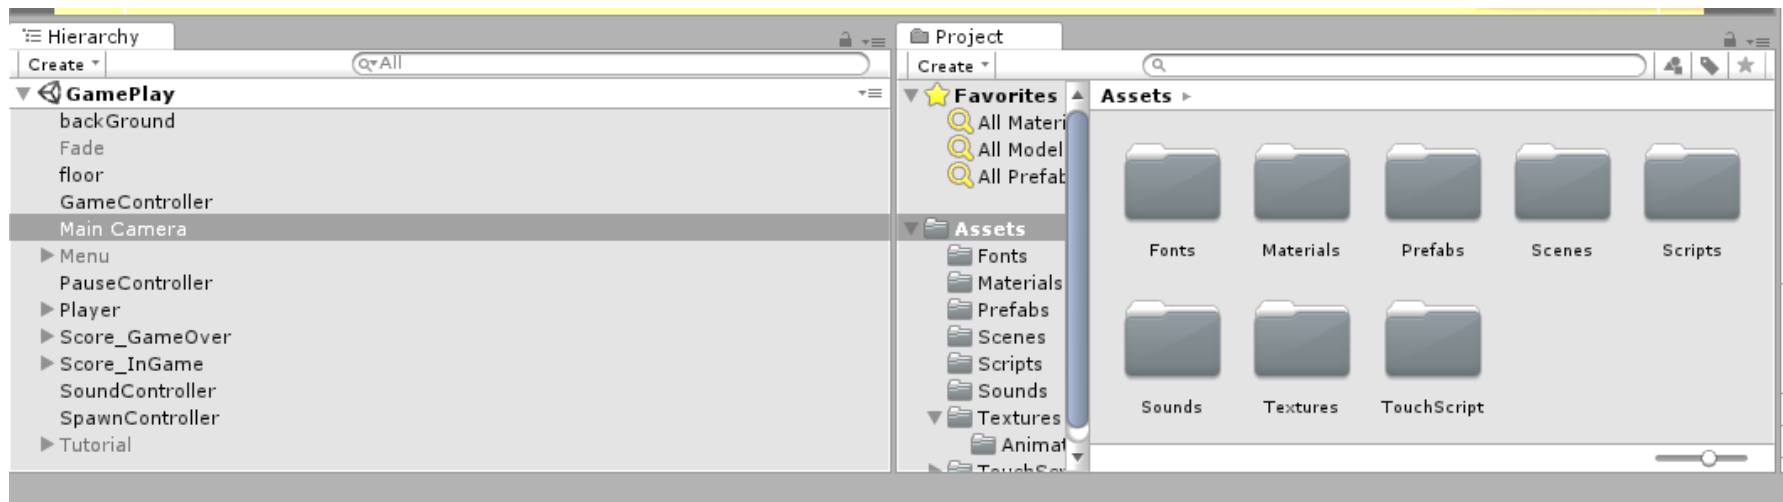 Hierarchy
Create
All
GamePlay
backGround
Fade
floor
GameController
Main Camera
Menu
PauseController
Player
Score_GameOver
Score_InGame
SoundController
SpawnController
Tutorial
Project
Create
Favorites
All Materi
All Model
All Prefab
Assets
Fonts
Materials
Prefabs
Scenes
Scripts
Sounds
Textures
Animat
TouchScr
Assets
Fonts Materials Prefabs Scenes Scripts
Sounds Textures TouchScript